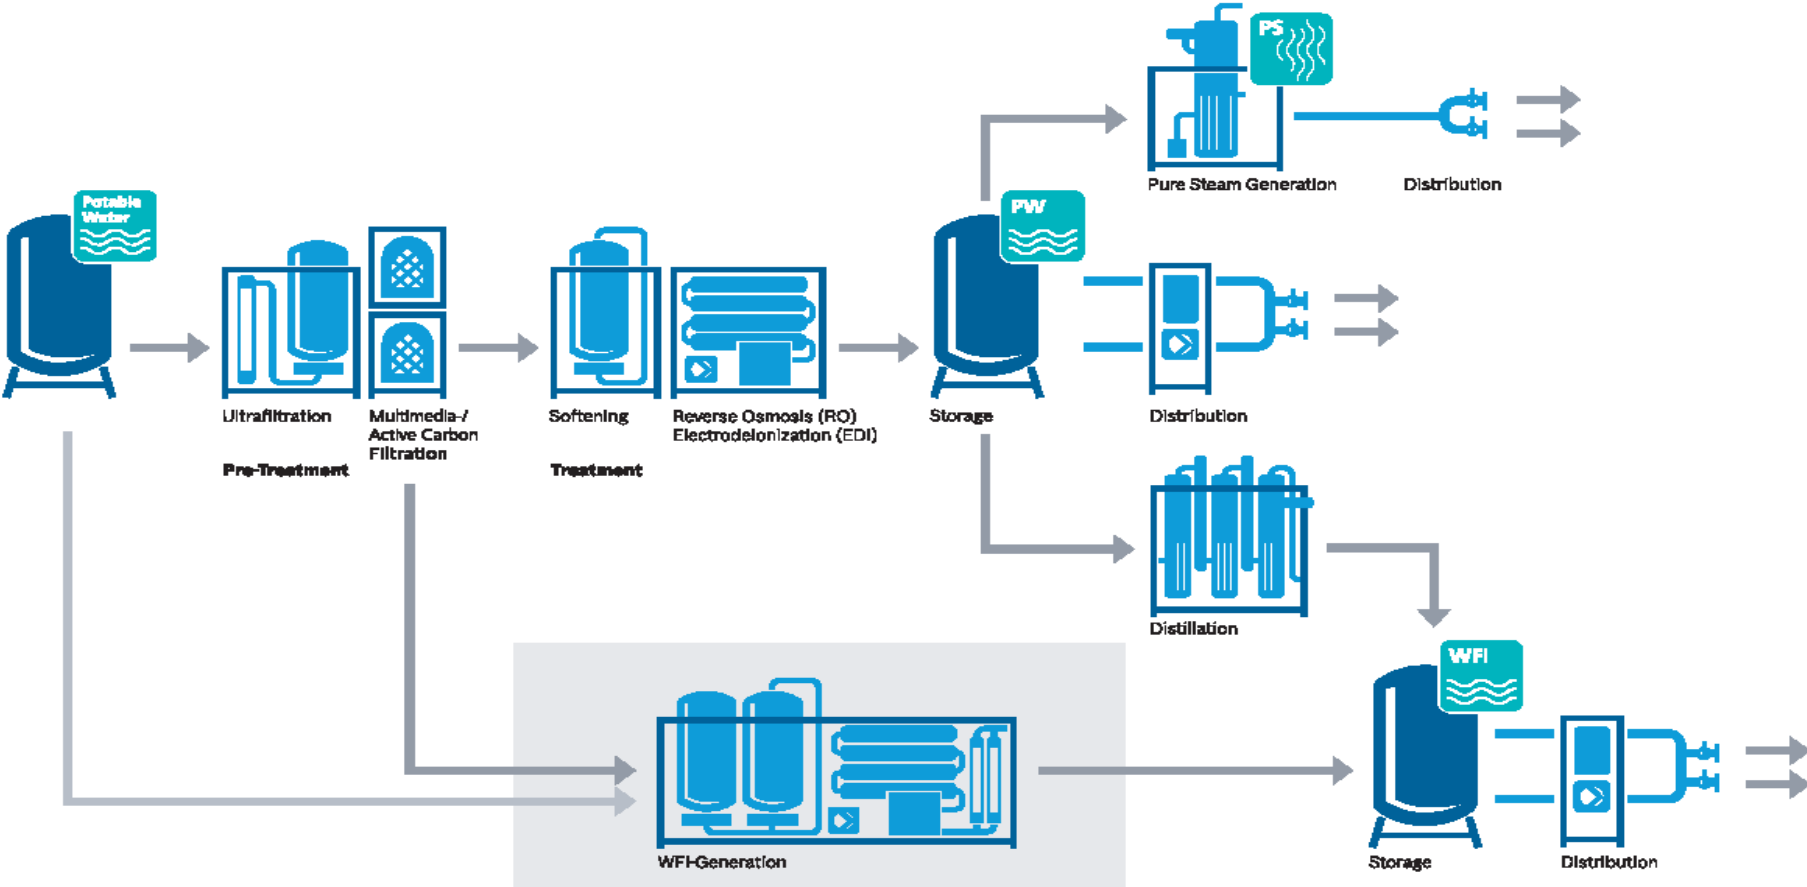 PS
Pure Steam Generation
Distribution
Potable
Water
PW
Ultrafiltration
Multimedia-/
Active Carbon
Filtration
Pre-Treatment
Softening
Treatment
Reverse Osmosis (RO)
Electrodeionization (EDI)
Storage
Distribution
Distillation
WFI
WFI-Generation
Storage
Distribution